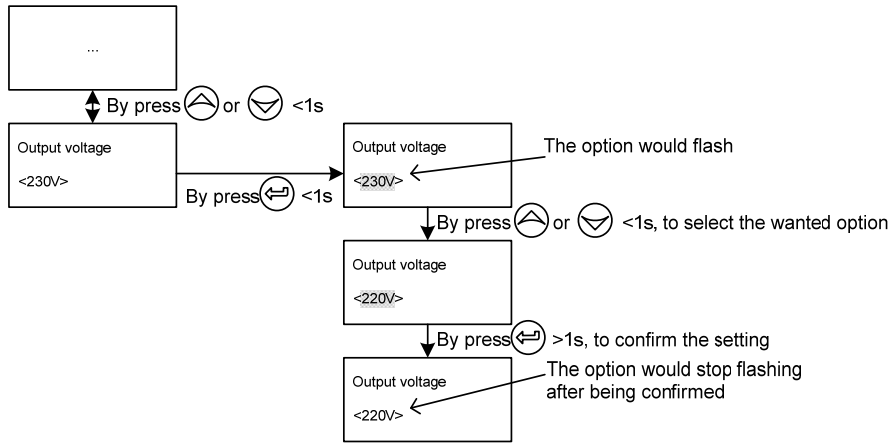 ...
By press or <1s
Output voltage
<230V>
By press <1s
Output voltage
<230V>
The option would flash
By press or <1s, to select the wanted option
Output voltage
<220V>
By press >1s, to confirm the setting
Output voltage
<220V>
The option would stop flashing
after being confirmed